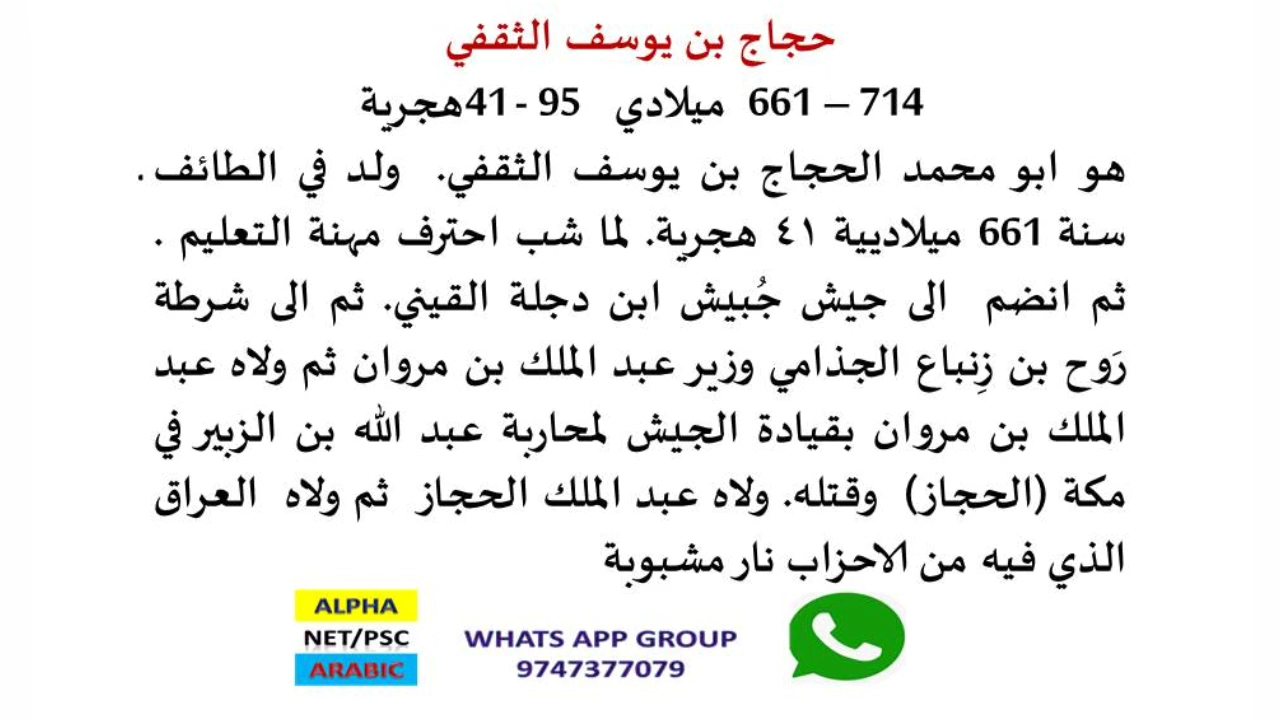 حجاج بن يوسف الثقفي
661 – 714 ميلادي 41- 95هجرية
هو ابو محمد الحجاج بن يوسف الثقفي. ولد في الطائف.
سنة 661 ميلاديية ٤١ هجرية. لما شب احترف مهنة التعليم .
ثم انضم الى جيش جُبيش ابن دجلة القيني. ثم الى شرطة
رَوح بن زِنباع الجذامي وزير عبد الملك بن مروان ثم ولاه عبد
الملك بن مروان بقيادة الجيش لمحاربة عبد الله بن الزبير في
مكة (الحجاز) وقتله. ولاه عبد الملك الحجاز ثم ولاه العراق
الذي فيه من الاحزاب نار مشبوبة
ALPHA
NET/PSC
ARABIC
WHATS APP GROUP
9747377079